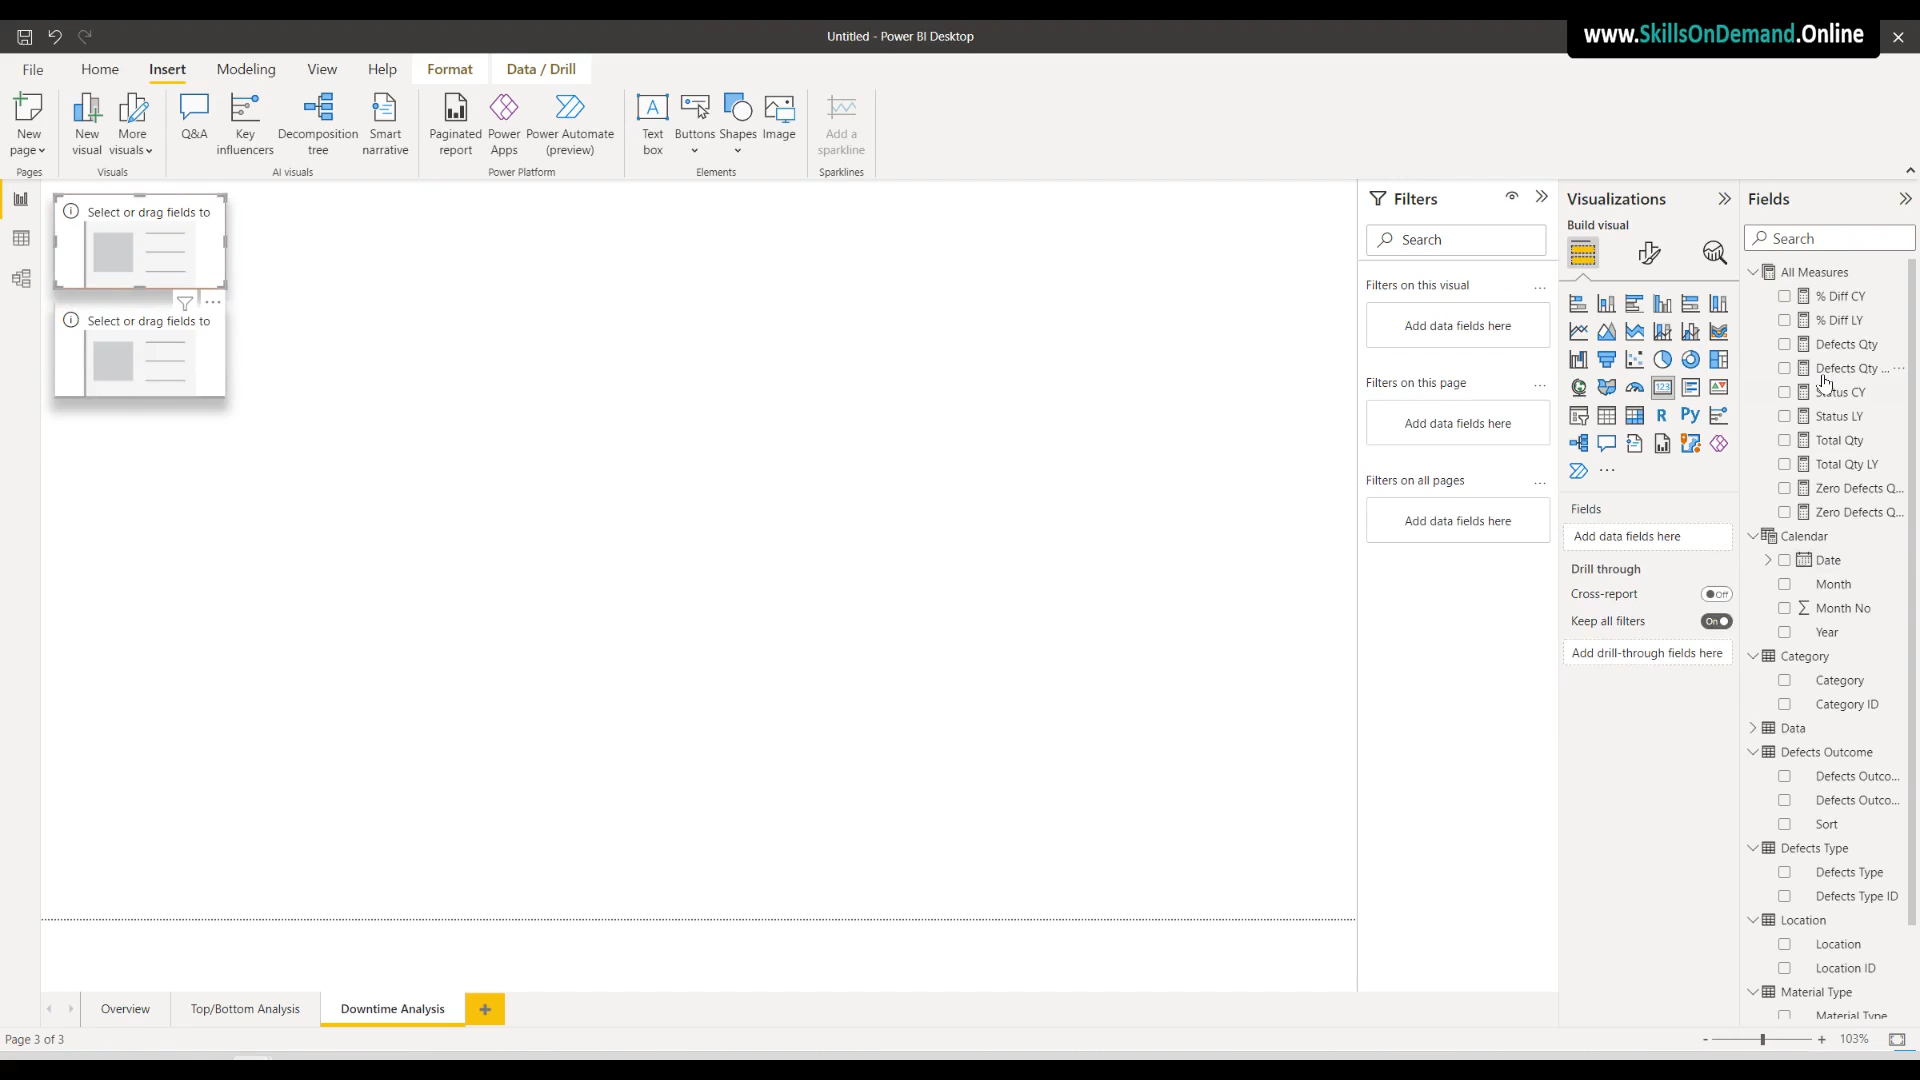 Untitled - Power BI Desktop
www.SkillsOnDemand.Online
File Home Insert Modeling View Help Format Data / Drill
New page
New visual
More visuals
Q&A
Key influencers
Decomposition tree
Smart narrative
Paginated report
Power Apps
Power Automate (preview)
Text box
Buttons
Shapes
Image
Add a sparkline
Pages
Visuals
AI visuals
Power Platform
Elements
Sparklines
Select or drag fields to
Select or drag fields to
Filters
Search
Filters on this visual
Add data fields here
Filters on this page
Add data fields here
Filters on all pages
Add data fields here
Visualizations
Build visual
123
R
Py
Fields
Add data fields here
Drill through
Cross-report
Off
Keep all filters
On
Add drill-through fields here
Fields
Search
All Measures
% Diff CY
% Diff LY
Defects Qty
Defects Qty ...
Status CY
Status LY
Total Qty
Total Qty LY
Zero Defects Q...
Zero Defects Q...
Calendar
Date
Month
Month No
Year
Category
Category
Category ID
Data
Defects Outcome
Defects Outco...
Defects Outco...
Sort
Defects Type
Defects Type
Defects Type ID
Location
Location
Location ID
Material Type
Material Type
Overview
Top/Bottom Analysis
Downtime Analysis
Page 3 of 3
- + 103%